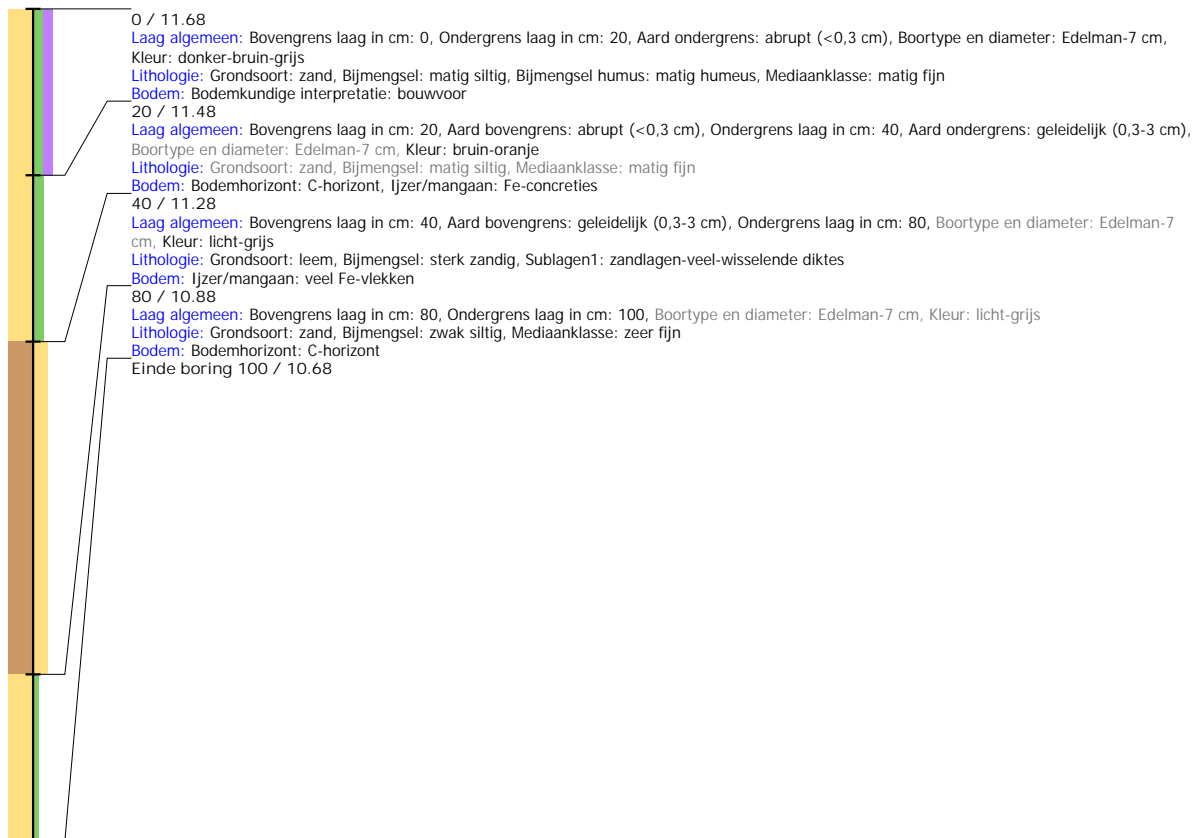 0 / 11.68
Laag algemeen: Bovengrens laag in cm: 0, Ondergrens laag in cm: 20, Aard ondergrens: abrupt (<0,3 cm), Boortype en diameter: Edelman-7 cm,
Kleur: donker-bruin-grijs
Lithologie: Grondsoort: zand, Bijmengsel: matig siltig, Bijmengsel humus: matig humeus, Mediaanklasse: matig fijn
Bodem: Bodemkundige interpretatie: bouwvoor
20 / 11.48
Laag algemeen: Bovengrens laag in cm: 20, Aard bovengrens: abrupt (<0,3 cm), Ondergrens laag in cm: 40, Aard ondergrens: geleidelijk (0,3-3 cm),
Boortype en diameter: Edelman-7 cm, Kleur: bruin-oranje
Lithologie: Grondsoort: zand, Bijmengsel: matig siltig, Mediaanklasse: matig fijn
Bodem: Bodemhorizont: C-horizont, Ijzer/mangaan: Fe-concreties
40 / 11.28
Laag algemeen: Bovengrens laag in cm: 40, Aard bovengrens: geleidelijk (0,3-3 cm), Ondergrens laag in cm: 80, Boortype en diameter: Edelman-7
cm, Kleur: licht-grijs
Lithologie: Grondsoort: leem, Bijmengsel: sterk zandig, Sublagen1: zandlagen-veel-wisselende diktes
Bodem: Ijzer/mangaan: veel Fe-vlekken
80 / 10.88
Laag algemeen: Bovengrens laag in cm: 80, Ondergrens laag in cm: 100, Boortype en diameter: Edelman-7 cm, Kleur: licht-grijs
Lithologie: Grondsoort: zand, Bijmengsel: zwak siltig, Mediaanklasse: zeer fijn
Bodem: Bodemhorizont: C-horizont
Einde boring 100 / 10.68